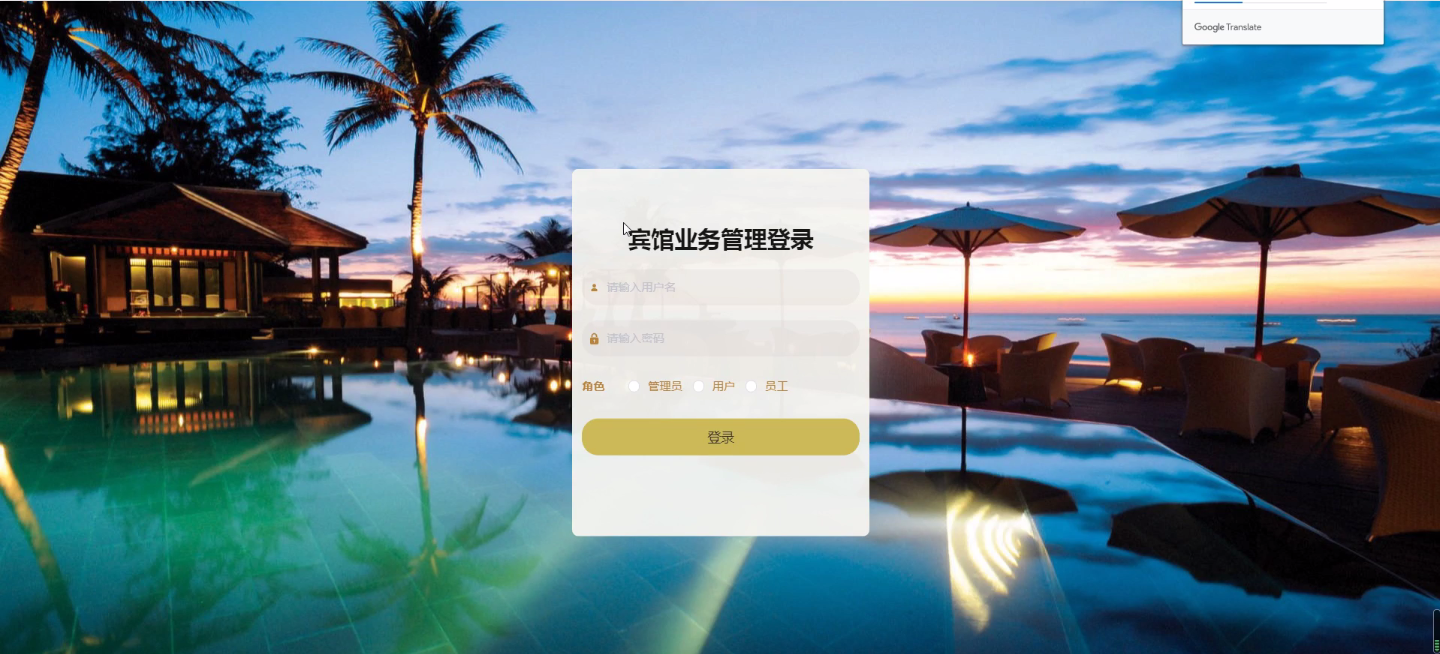 Google Translate
宾馆业务管理登录
请输入用户名
请输入密码
角色 管理员 用户 员工
登录